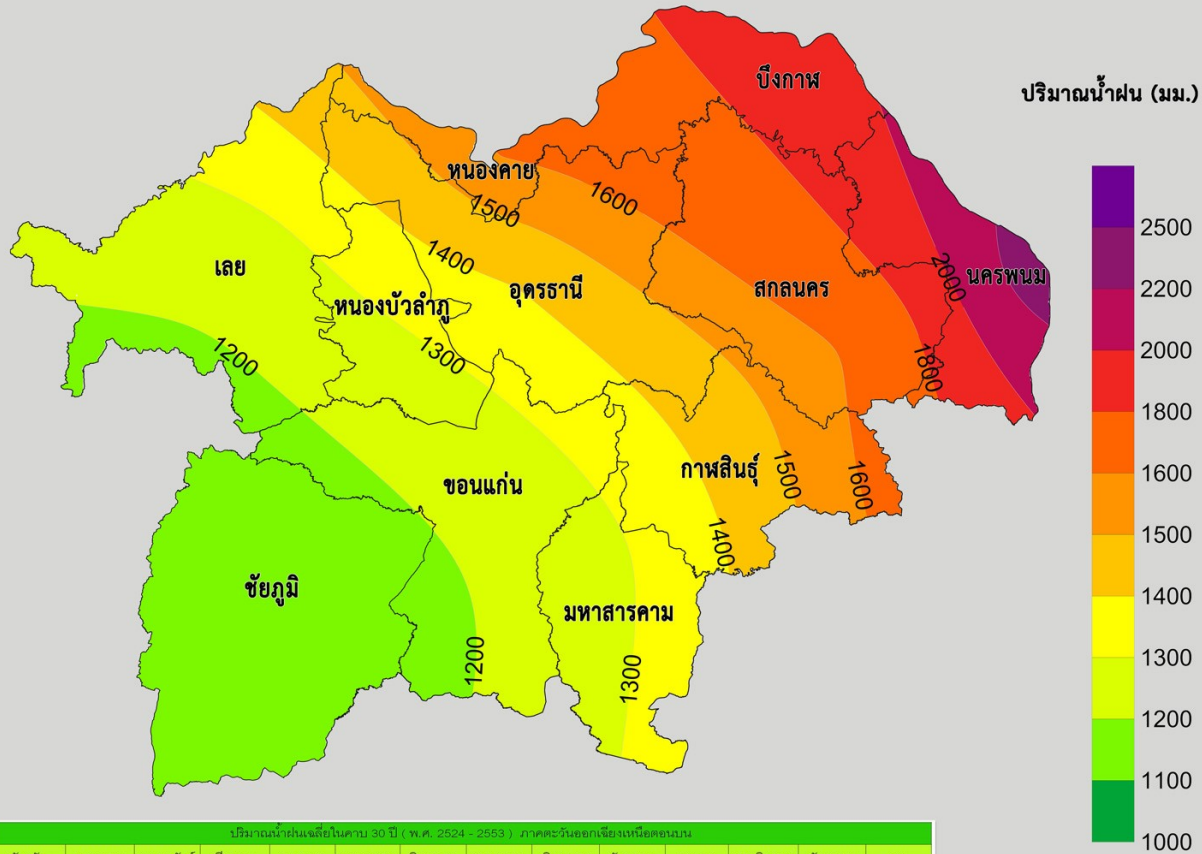 บึงกาฬ
ปริมาณน้ำฝน (มม.)
หนองคาย
1600
1500
2500
1400
เลย
อุดรธานี
สกลนคร
2000
นครพนม
2200
หนองบัวลำภู
1300
1200
1800
2000
1800
กาฬสินธุ์
1500
1600
1600
ขอนแก่น
1400
1500
ชัยภูมิ
มหาสารคาม
1400
1200
1300
1300
1200
1100
1000
ปริมาณน้ำฝนเฉลี่ยในคาบ 30 ปี ( พ.ศ. 2524 - 2553 ) ภาคตะวันออกเฉียงเหนือตอนบน